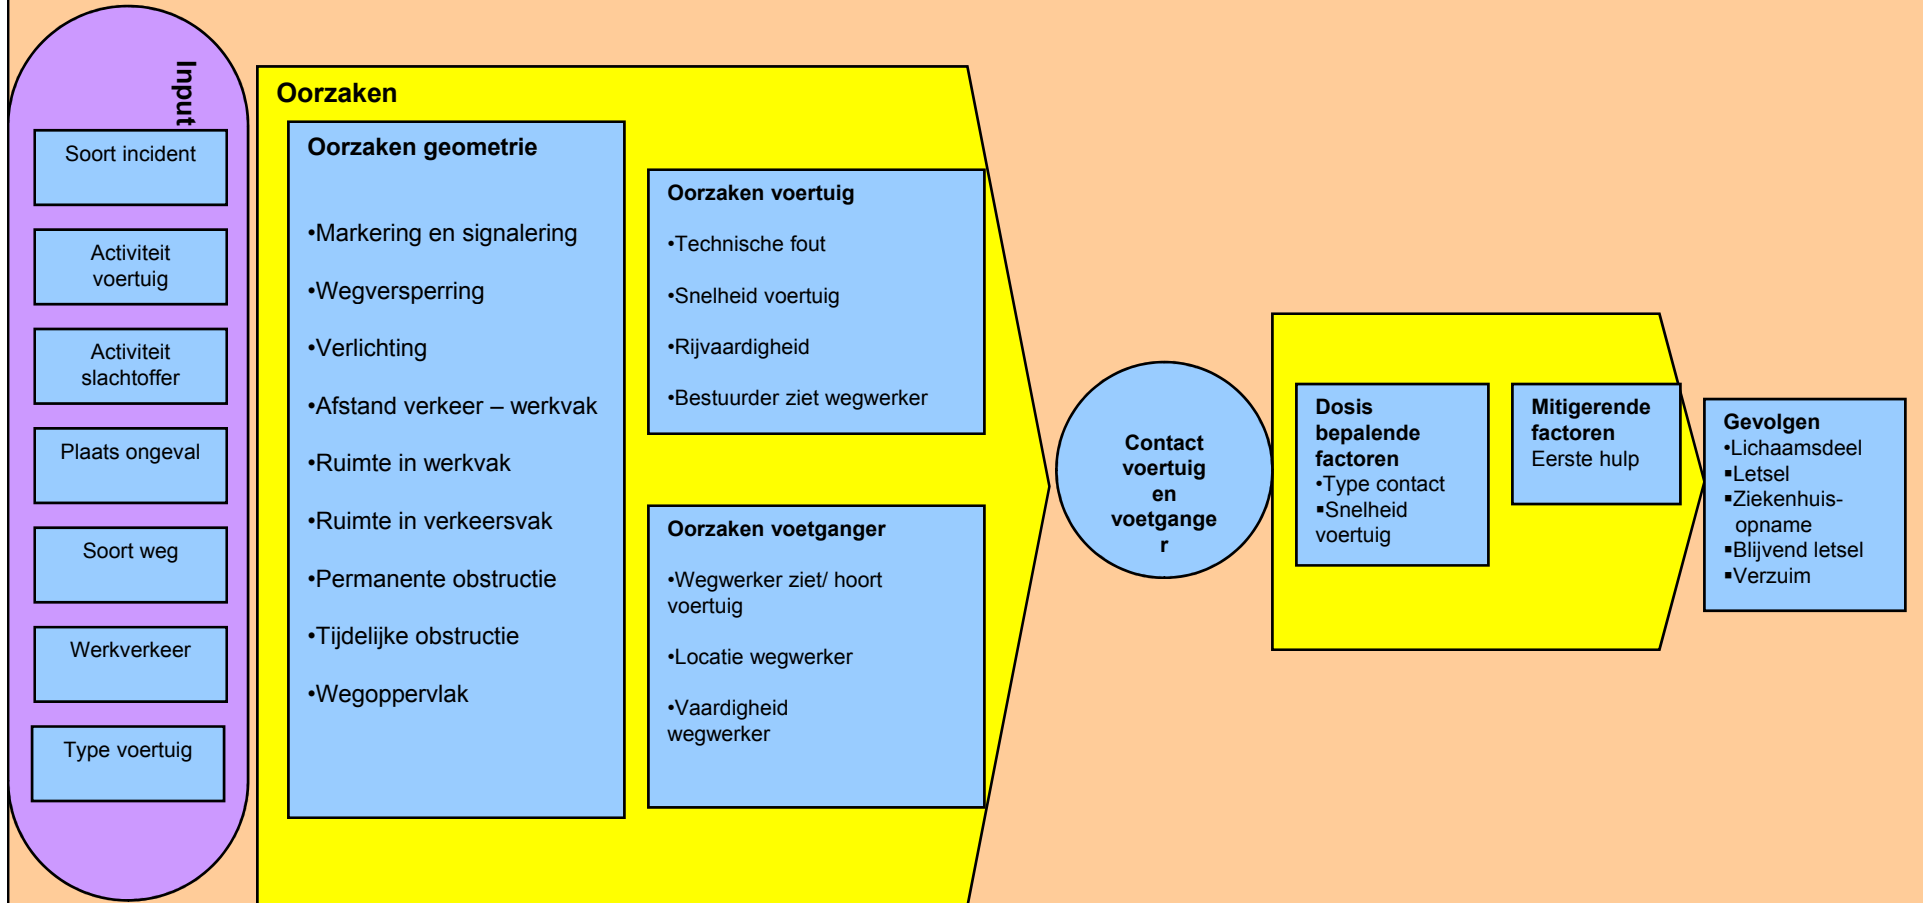 Input
Soort incident
Activiteit
voertuig
Activiteit
slachtoffer
Plaats ongeval
Soort weg
Werkverkeer
Type voertuig
Oorzaken
Oorzaken geometrie
•Markering en signalering
•Wegversperring
•Verlichting
•Afstand verkeer – werkvak
•Ruimte in werkvak
•Ruimte in verkeersvak
•Permanente obstructie
•Tijdelijke obstructie
•Wegoppervlak
Oorzaken voertuig
•Technische fout
•Snelheid voertuig
•Rijvaardigheid
•Bestuurder ziet wegwerker
Oorzaken voetganger
•Wegwerker ziet/ hoort
voertuig
•Locatie wegwerker
•Vaardigheid
wegwerker
Contact
voertuig
en
voetgange
r
Dosis
bepalende
factoren
•Type contact
▪Snelheid
voertuig
Mitigerende
factoren
Eerste hulp
Gevolgen
•Lichaamsdeel
▪Letsel
▪Ziekenhuis-
opname
▪Blijvend letsel
▪Verzuim